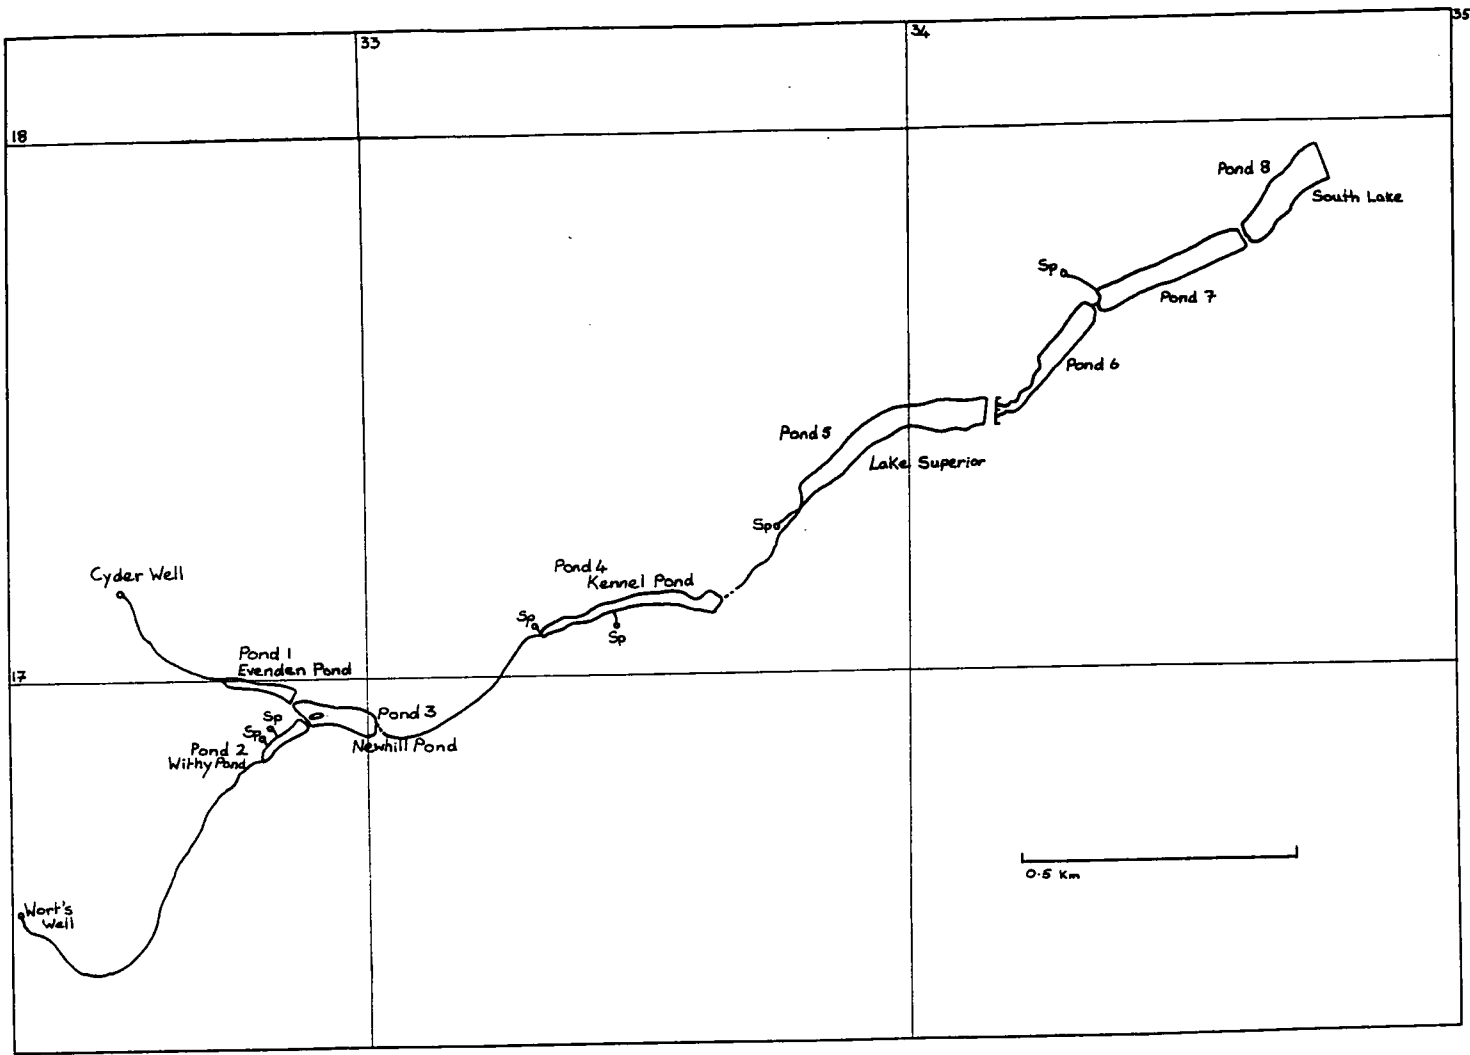 33
34
35
18
Pond 8
South Lake
Sp
Pond 7
Pond 6
Pond 5
Lake Superior
Sp
Pond 4
Kennel Pond
Cyder Well
Sp
Sp
Pond 1
Evenden Pond
17
Pond 3
Newhill Pond
Sp
Sp
Pond 2
Withy Pond
0.5 Km
Wort's
Well